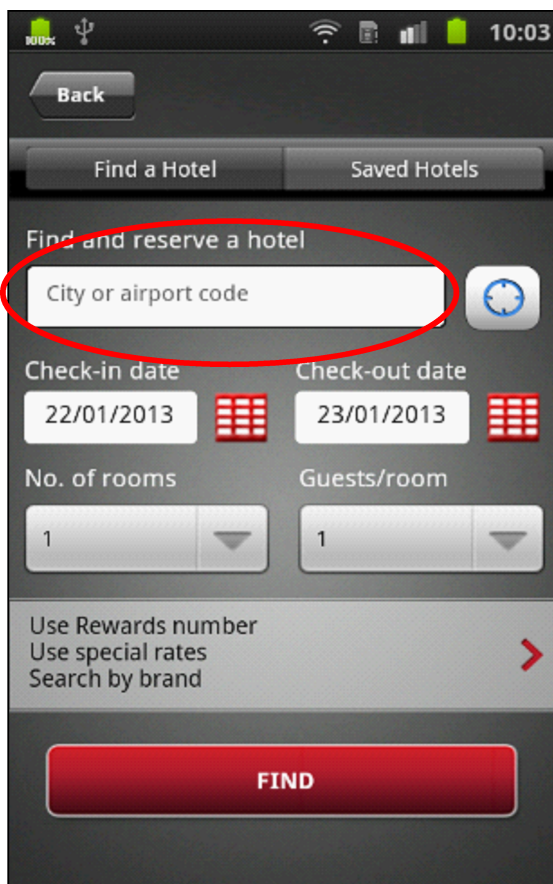 100%
10:03
Back
Find a Hotel
Saved Hotels
Find and reserve a hotel
City or airport code
Check-in date
Check-out date
22/01/2013
23/01/2013
No. of rooms
Guests/room
1
1
Use Rewards number
Use special rates
Search by brand
FIND